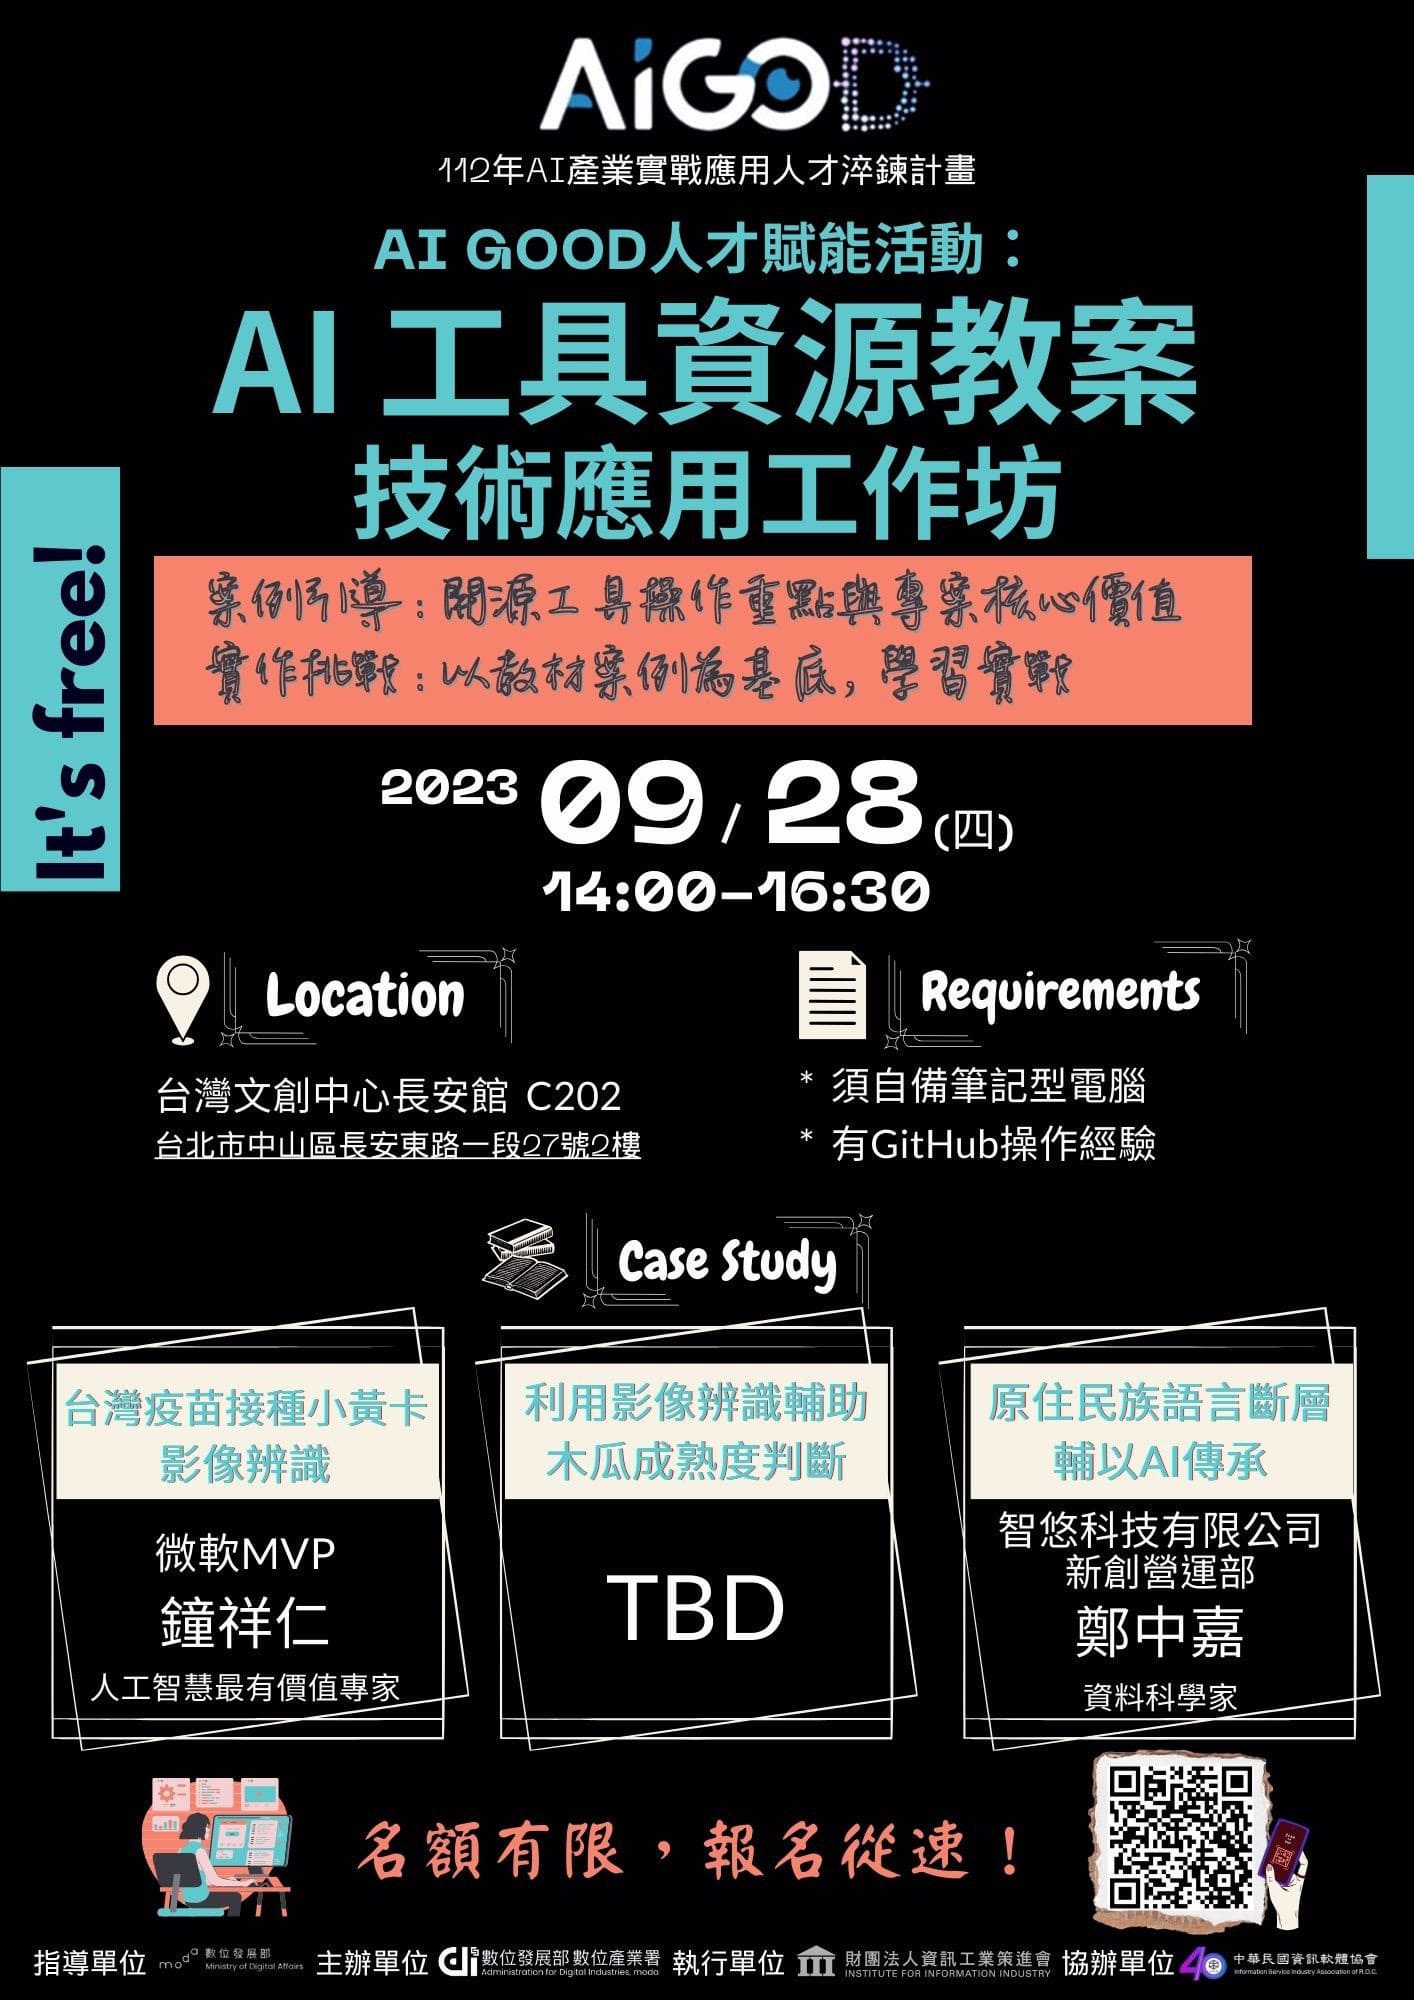 AIGOD
112年AI產業實戰應用人才淬鍊計畫
AI GOOD人才賦能活動：
AI 工具資源教案
技術應用工作坊
It's free!
案例引導：開源工具操作重點與專案核心價值
實作挑戰：以教材案例為基底，學習實戰
2023 09 / 28 (四)
14:00-16:30
Location
台灣文創中心長安館 C202
台北市中山區長安東路一段27號2樓
Requirements
* 須自備筆記型電腦
* 有GitHub操作經驗
Case Study
台灣疫苗接種小黃卡
影像辨識
微軟MVP
鐘祥仁
人工智慧最有價值專家
利用影像辨識輔助
木瓜成熟度判斷
TBD
原住民族語言斷層
輔以AI傳承
智悠科技有限公司
新創營運部
鄭中嘉
資料科學家
名額有限，報名從速！
指導單位 moda 數位發展部
Ministry of Digital Affairs
主辦單位 di 數位發展部數位產業署
Administration for Digital Industries, moda
執行單位 財團法人資訊工業策進會
INSTITUTE FOR INFORMATION INDUSTRY
協辦單位 40 中華民國資訊軟體協會
Information Service Industry Association of R.O.C.